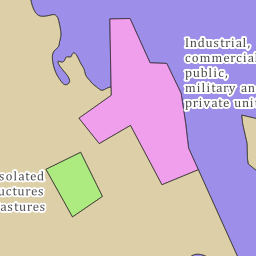 Industrial,
commercial
public,
military an
private unit
solated
uctures
astures